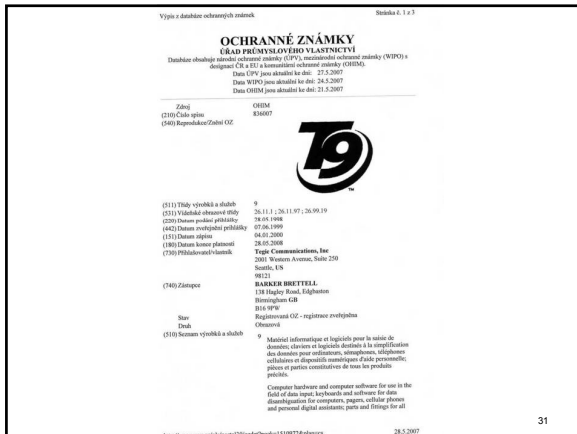 Výpis z databáze ochranných známek
Stránka č. 1 z 3
OCHRANNÉ ZNÁMKY
ÚŘAD PRŮMYSLOVÉHO VLASTNICTVÍ
Databáze obsahuje národní ochranné známky (ÚPV), mezinárodní ochranné známky (WIPO) s
designací ČR a EU a komunitární ochranné známky (OHIM).
Data ÚPV jsou aktuální ke dni: 27.5.2007
Data WIPO jsou aktuální ke dni: 24.5.2007
Data OHIM jsou aktuální ke dni: 21.5.2007
Zdroj OHIM
(210) Číslo spisu 836007
(540) Reprodukce/Znění OZ
T9
TM
(511) Třídy výrobků a služeb 9
(531) Vídeňské obrazové třídy 26.11.1 ; 26.11.97 ; 26.99.19
(220) Datum podání přihlášky 28.05.1998
(442) Datum zveřejnění přihlášky 07.06.1999
(151) Datum zápisu 04.01.2000
(180) Datum konce platnosti 28.05.2008
(730) Přihlašovatel/vlastník Tegic Communications, Inc
2001 Western Avenue, Suite 250
Seattle, US
98121
(740) Zástupce BARKER BRETTELL
138 Hagley Road, Edgbaston
Birmingham GB
B16 9PW
Stav Registrovaná OZ - registrace zveřejněna
Druh Obrazová
(510) Seznam výrobků a služeb 9
Matériel informatique et logiciels pour la saisie de
données; claviers et logiciels destinés à la simplification
des données pour ordinateurs, sémaphones, téléphones
cellulaires et dispositifs numériques d'aide personnelle;
pièces et parties constitutives de tous les produits
précités.
Computer hardware and computer software for use in the
field of data input; keyboards and software for data
disambiguation for computers, pagers, cellular phones
and personal digital assistants; parts and fittings for all
28.5.2007
31